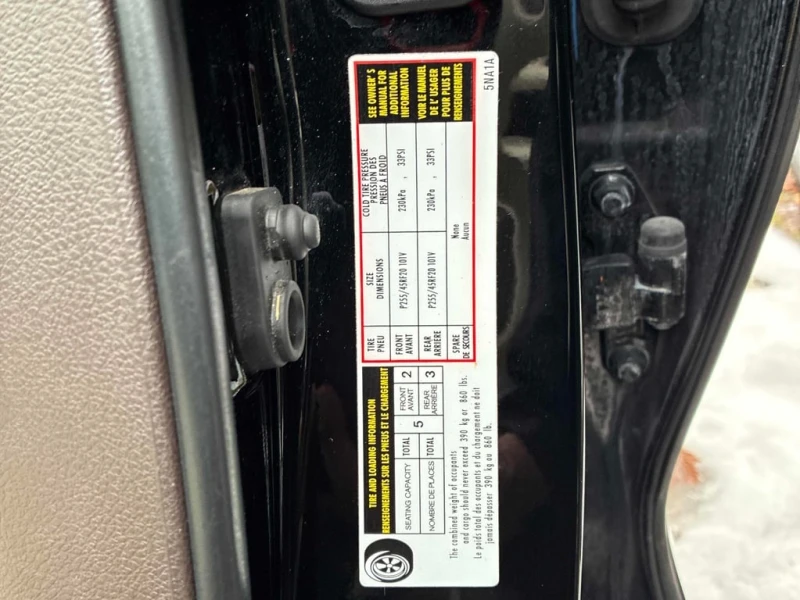 TIRE AND LOADING INFORMATION
RENSEIGNEMENTS SUR LES PNEUS ET LE CHARGEMENT
SEATING CAPACITY TOTAL 5 FRONT AVANT 2
NOMBRE DE PLACES TOTAL REAR ARRIÈRE 3
The combined weight of occupants
and cargo should never exceed 390 kg or 860 lbs.
Le poids total des occupants et du chargement ne doit
jamais dépasser 390 kg ou 860 lb.
TIRE
PNEU
SIZE
DIMENSIONS
COLD TIRE PRESSURE
PRESSION DES
PNEUS A FROID
FRONT
AVANT
P255/45RF20 101V
230kPa , 33PSI
REAR
ARRIERE
P255/45RF20 101V
230kPa , 33PSI
SPARE
DE SECOURS
None
Aucun
SEE OWNER'S
MANUAL FOR
ADDITIONAL
INFORMATION
VOIR LE MANUEL
DE L' USAGER
POUR PLUS DE
RENSEIGNEMENTS
5NA1A